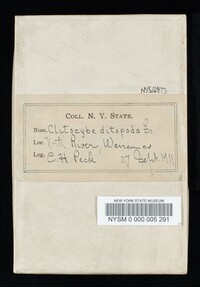 COLL. N. Y. STATE.
Nom. Clitocybe ditopoda Fr
Loc. North River, Warren co
Leg. C. H. Peck 27 Sept. 1911
NEW YORK STATE MUSEUM
NYSM 0 000 005 291